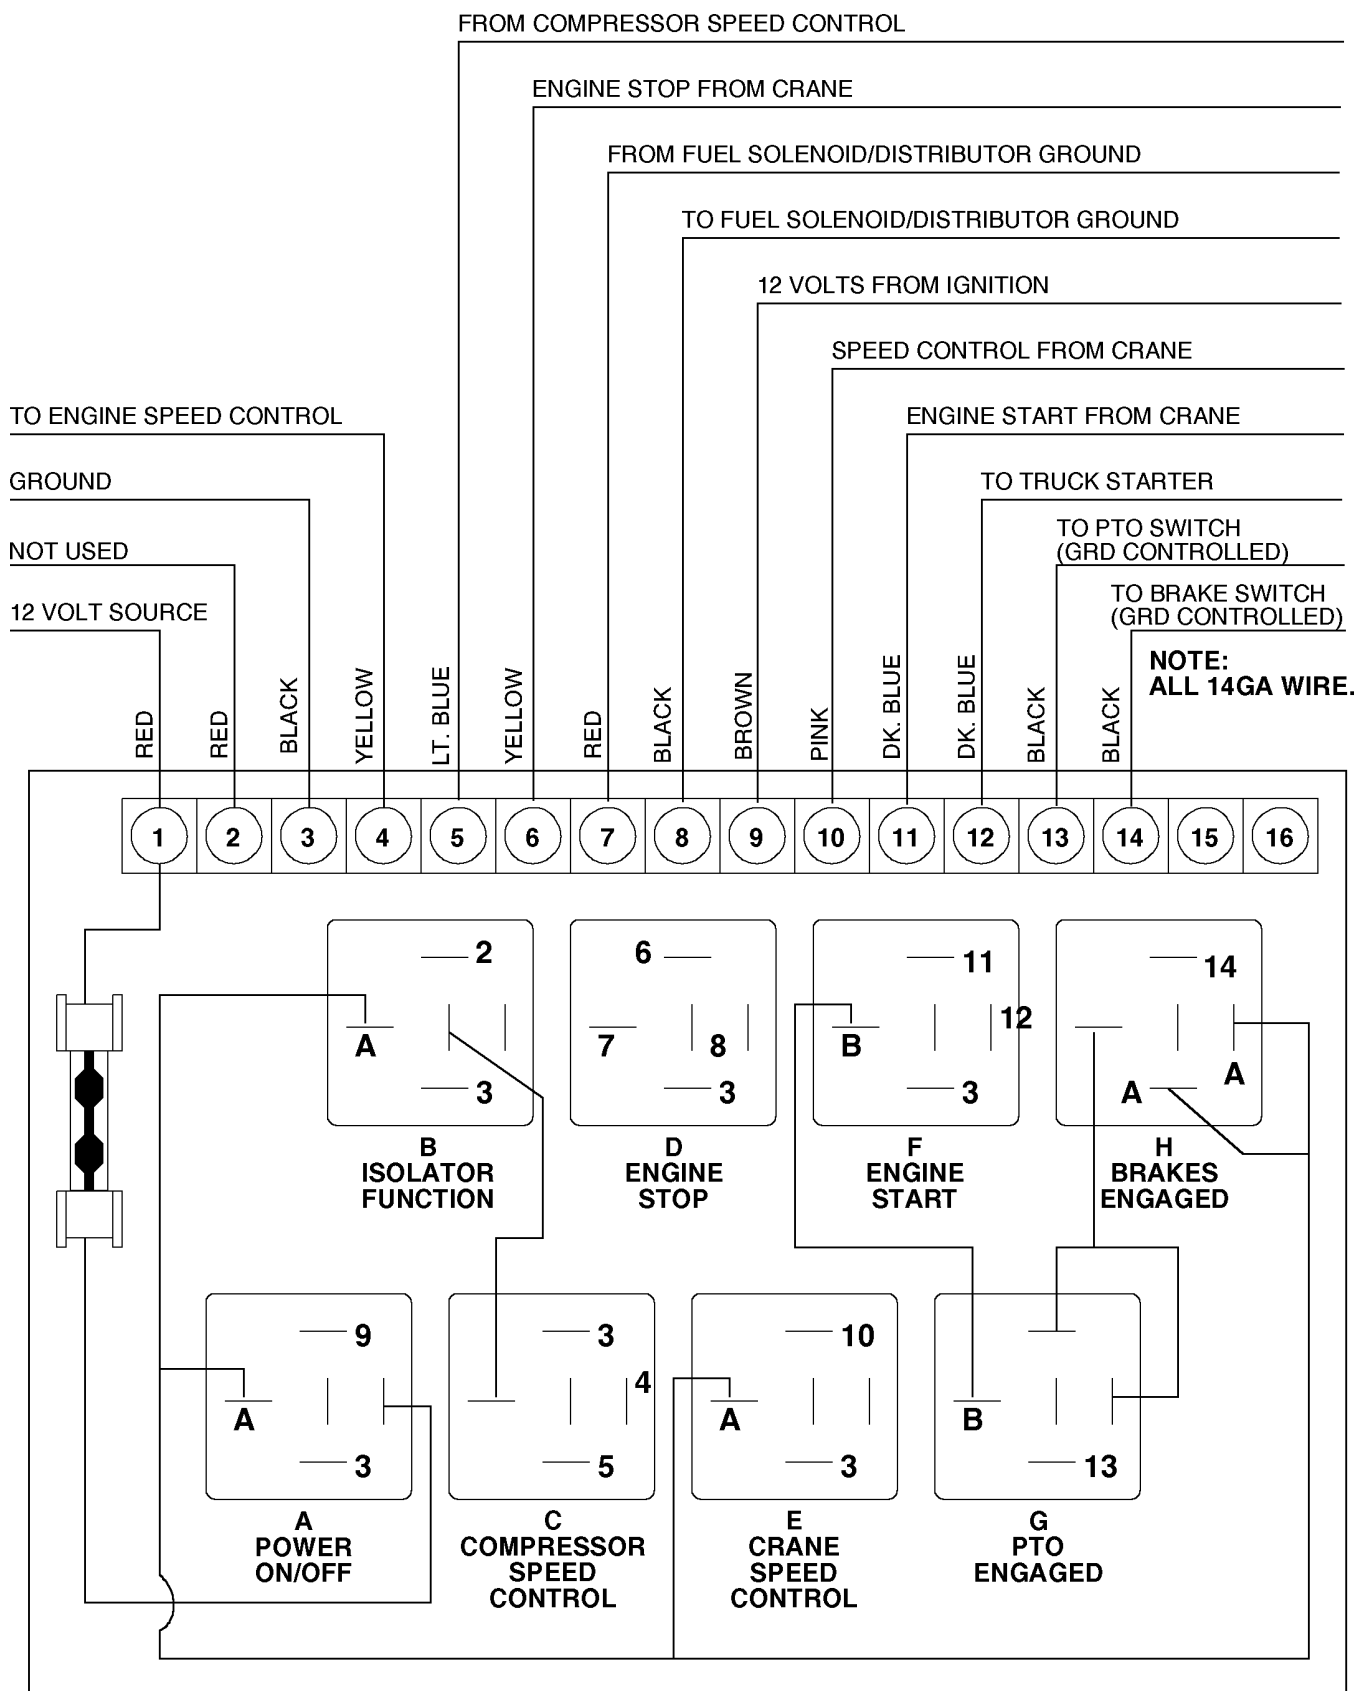 FROM COMPRESSOR SPEED CONTROL
ENGINE STOP FROM CRANE
FROM FUEL SOLENOID/DISTRIBUTOR GROUND
TO FUEL SOLENOID/DISTRIBUTOR GROUND
12 VOLTS FROM IGNITION
SPEED CONTROL FROM CRANE
TO ENGINE SPEED CONTROL
ENGINE START FROM CRANE
GROUND
TO TRUCK STARTER
NOT USED
TO PTO SWITCH
(GRD CONTROLLED)
12 VOLT SOURCE
TO BRAKE SWITCH
(GRD CONTROLLED)
NOTE:
ALL 14GA WIRE.
RED
RED
BLACK
YELLOW
LT. BLUE
YELLOW
RED
BLACK
BROWN
PINK
DK. BLUE
DK. BLUE
BLACK
BLACK
1 2 3 4 5 6 7 8 9 10 11 12 13 14 15 16
2
A
3
B
ISOLATOR
FUNCTION
6
7
8
3
D
ENGINE
STOP
11
12
B
3
F
ENGINE
START
14
A
A
H
BRAKES
ENGAGED
9
A
3
A
POWER
ON/OFF
3
4
5
C
COMPRESSOR
SPEED
CONTROL
10
A
3
E
CRANE
SPEED
CONTROL
B
13
G
PTO
ENGAGED